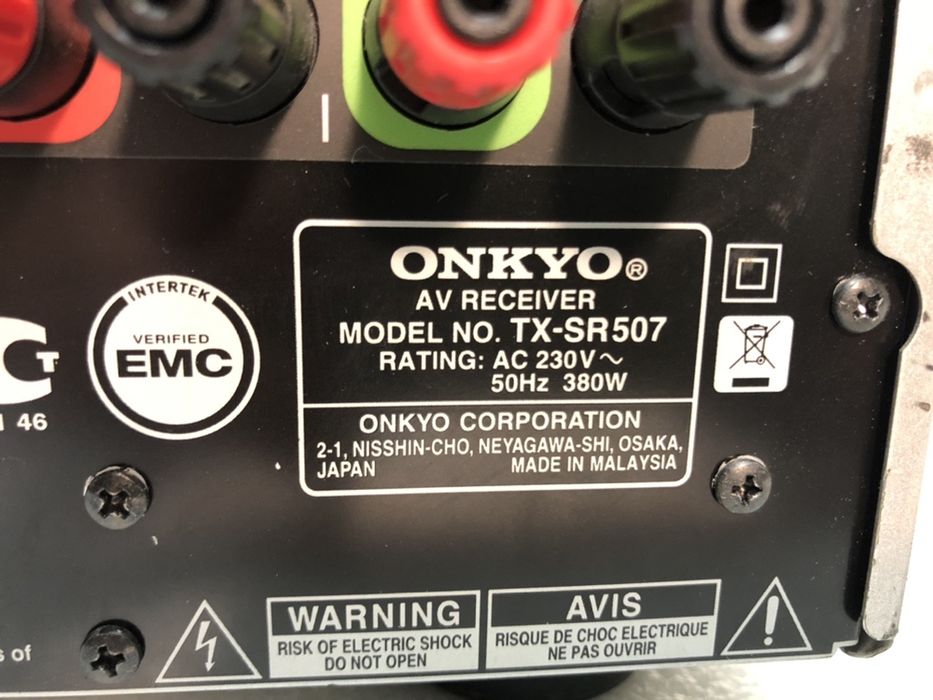 ONKYO®
AV RECEIVER
MODEL NO. TX-SR507
RATING: AC 230V~
50Hz 380W
ONKYO CORPORATION
2-1, NISSHIN-CHO, NEYAGAWA-SHI, OSAKA,
JAPAN MADE IN MALAYSIA
INTERTEK
VERIFIED
EMC
46
WARNING
RISK OF ELECTRIC SHOCK
DO NOT OPEN
AVIS
RISQUE DE CHOC ELECTRIQUE
NE PAS OUVRIR
of